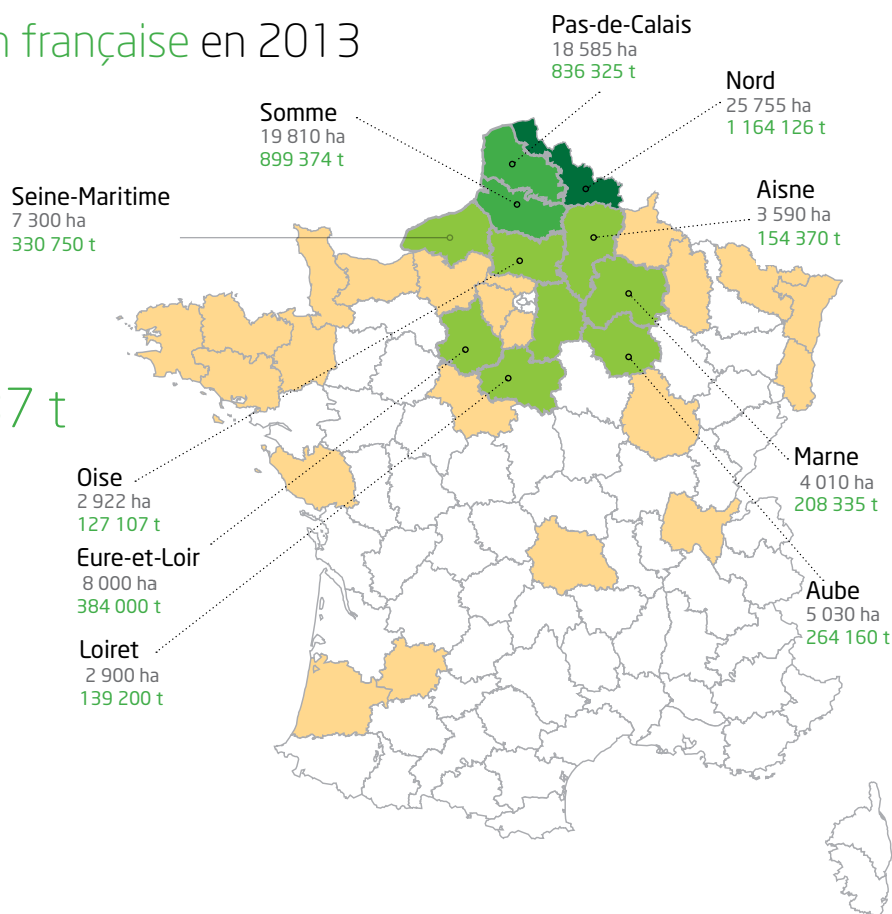 n française en 2013
Pas-de-Calais
18 585 ha
836 325 t
Nord
25 755 ha
1 164 126 t
Somme
19 810 ha
899 374 t
Seine-Maritime
7 300 ha
330 750 t
Aisne
3 590 ha
154 370 t
7 t
Oise
2 922 ha
127 107 t
Eure-et-Loir
8 000 ha
384 000 t
Loiret
2 900 ha
139 200 t
Marne
4 010 ha
208 335 t
Aube
5 030 ha
264 160 t